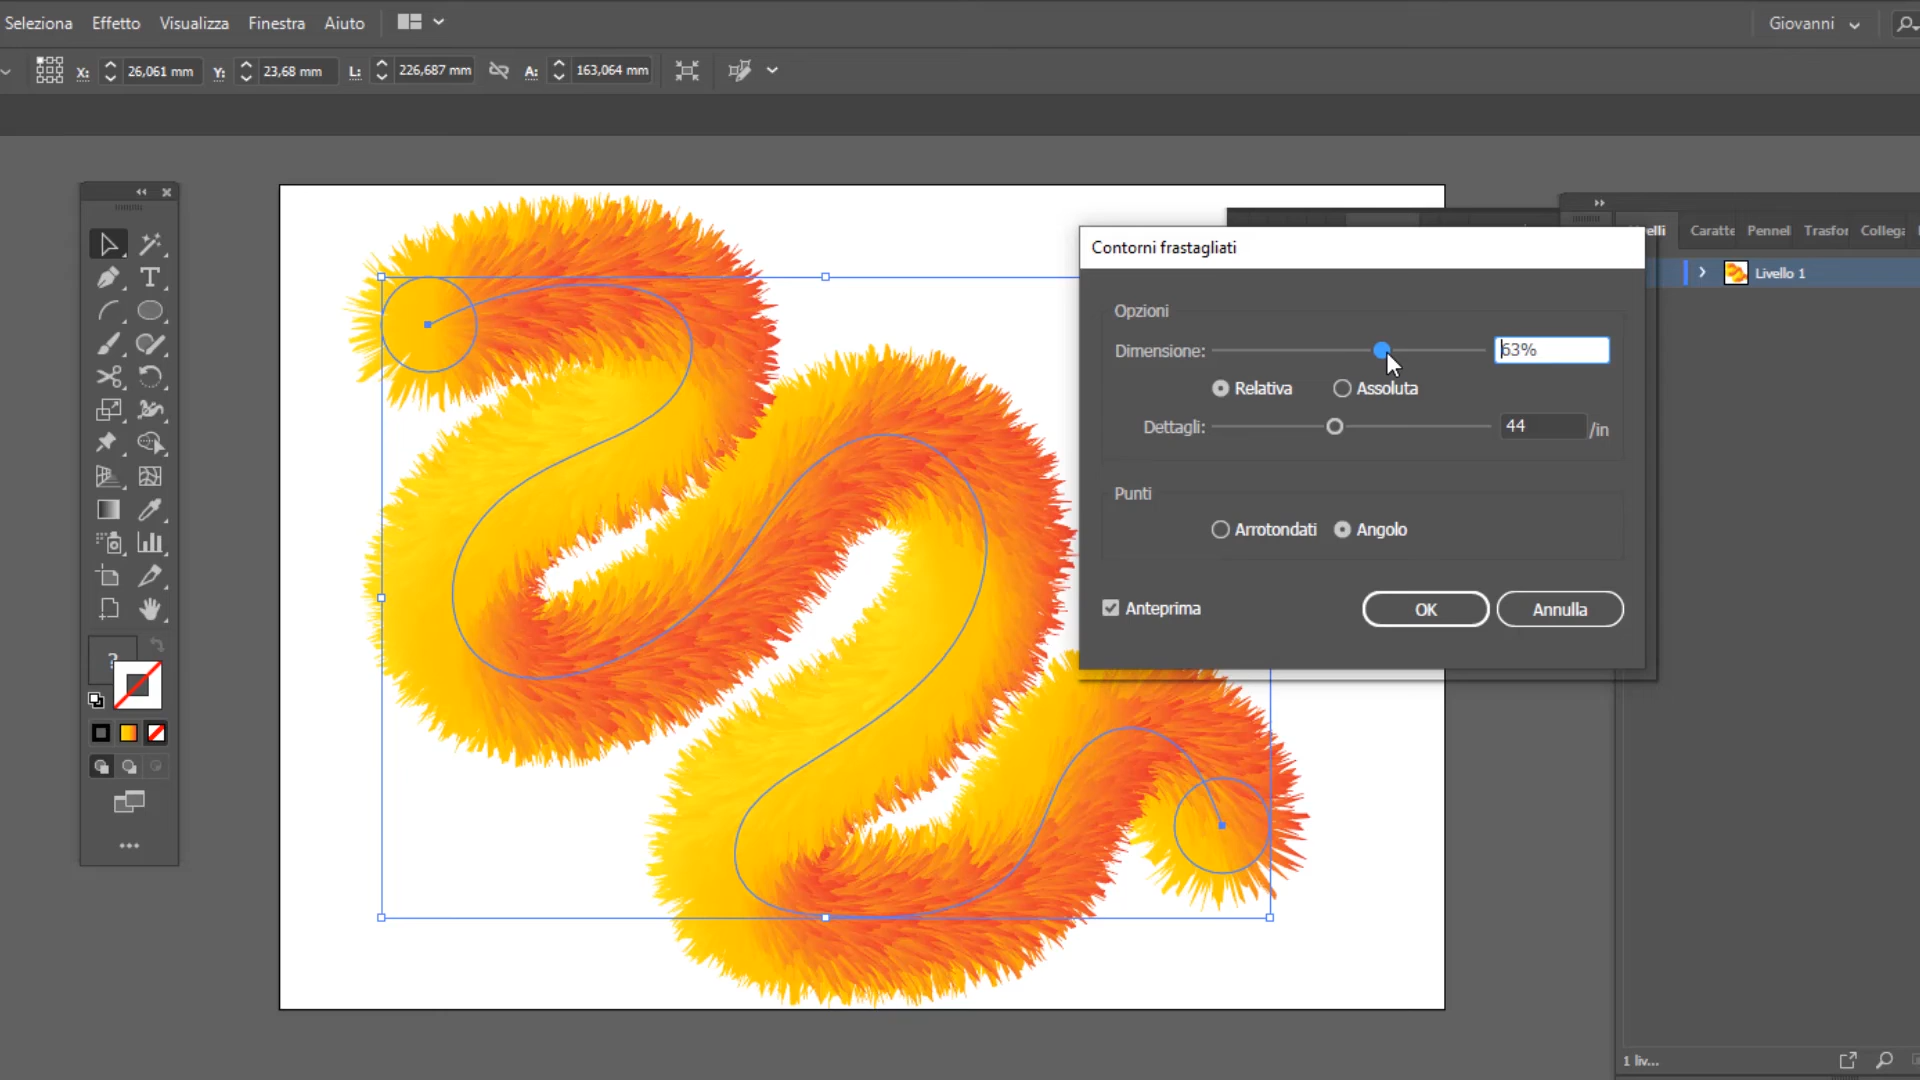 Seleziona Effetto Visualizza Finestra Aiuto Giovanni
X: 26,061 mm Y: 23,68 mm L: 226,687 mm A: 163,064 mm
Contorni frastagliati
Caratte Pennel Trasfor Collega
Livello 1
Opzioni
Dimensione: 63%
Relativa Assoluta
Dettagli: 44 /in
Punti
Arrotondati Angolo
Anteprima OK Annulla
?
1 liv...